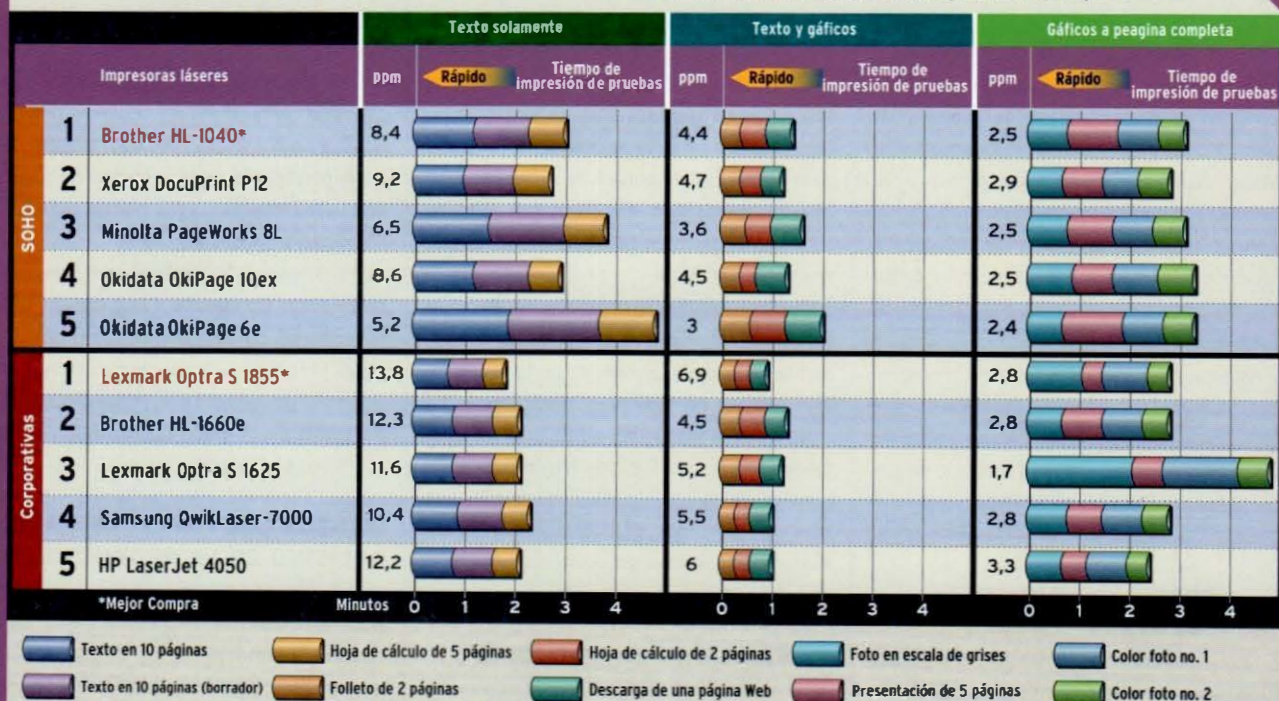 Texto solamente Texto y gáficos Gáficos a peagina completa
Impresoras láseres ppm Rápido Tiempo de impresión de pruebas ppm Rápido Tiempo de impresión de pruebas ppm Rápido Tiempo de impresión de pruebas
SOHO
1 Brother HL-1040* 8,4 4,4 2,5
2 Xerox DocuPrint P12 9,2 4,7 2,9
3 Minolta PageWorks 8L 6,5 3,6 2,5
4 Okidata OkiPage 10ex 8,6 4,5 2,5
5 Okidata OkiPage 6e 5,2 3 2,4
Corporativas
1 Lexmark Optra S 1855* 13,8 6,9 2,8
2 Brother HL-1660e 12,3 4,5 2,8
3 Lexmark Optra S 1625 11,6 5,2 1,7
4 Samsung QwikLaser-7000 10,4 5,5 2,8
5 HP LaserJet 4050 12,2 6 3,3
*Mejor Compra Minutos 0 1 2 3 4 0 1 2 3 4 0 1 2 3 4
Texto en 10 páginas Hoja de cálculo de 5 páginas Hoja de cálculo de 2 páginas Foto en escala de grises Color foto no. 1
Texto en 10 páginas (borrador) Folleto de 2 páginas Descarga de una página Web Presentación de 5 páginas Color foto no. 2